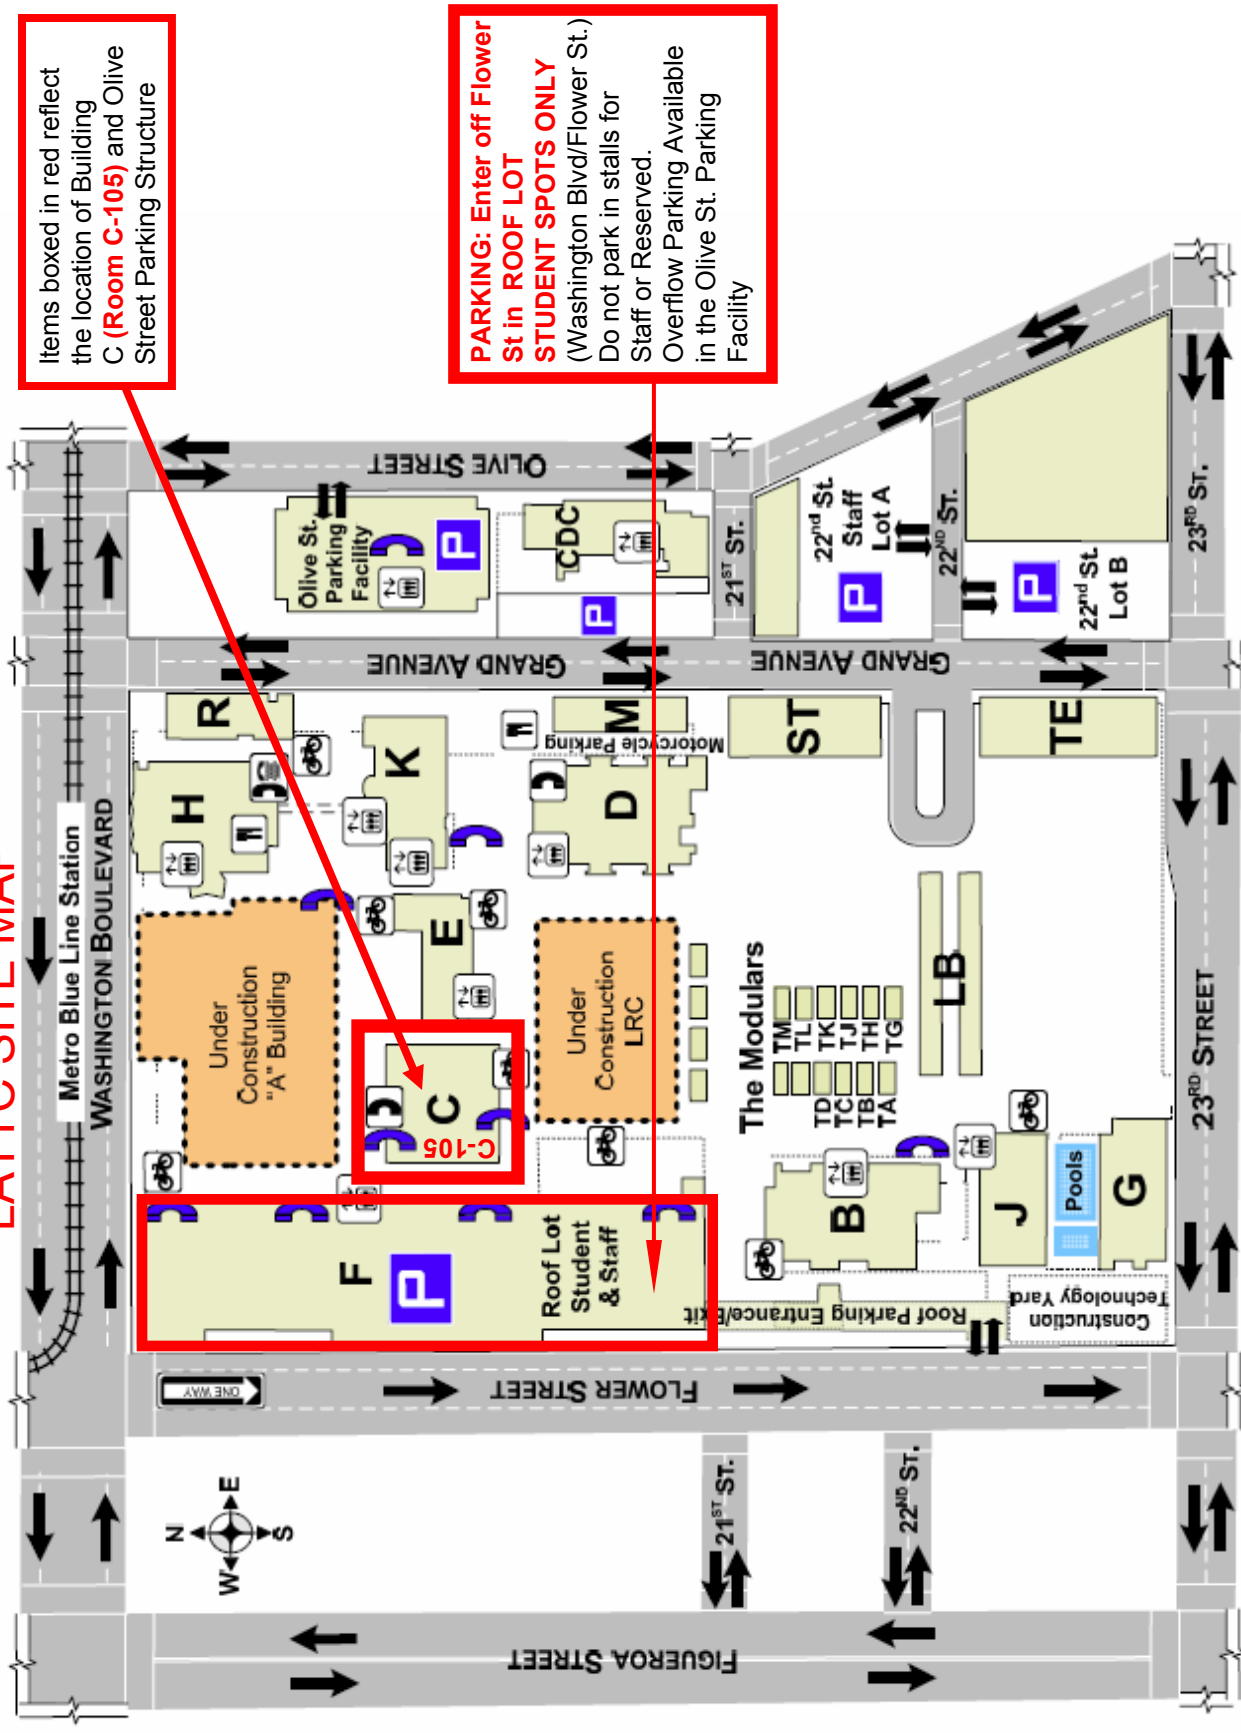 LATTC SITE MAP
Items boxed in red reflect
the location of Building
C (Room C-105) and Olive
Street Parking Structure
PARKING: Enter off Flower
St in ROOF LOT
STUDENT SPOTS ONLY
(Washington Blvd/Flower St.)
Do not park in stalls for
Staff or Reserved.
Overflow Parking Available
in the Olive St. Parking
Facility
Metro Blue Line Station
WASHINGTON BOULEVARD
OLIVE STREET
Olive St.
Parking
Facility
P
CDC
P
21ST ST.
22nd St.
Staff
Lot A
P
22ND ST.
P
22nd St.
Lot B
23RD ST.
GRAND AVENUE
GRAND AVENUE
R
H
K
M
Motorcycle Parking
D
ST
TE
Under
Construction
"A" Building
E
C
C-105
Under
Construction
LRC
The Modulars
TM
TL
TK
TJ
TH
TG
TD
TC
TB
TA
LB
F
P
Roof Lot
Student
& Staff
B
J
Pools
G
Roof Parking Entrance/Exit
Construction
Technology Yard
23RD STREET
ONE WAY
FLOWER STREET
N
W
E
S
21ST ST.
22ND ST.
FIGUEROA STREET